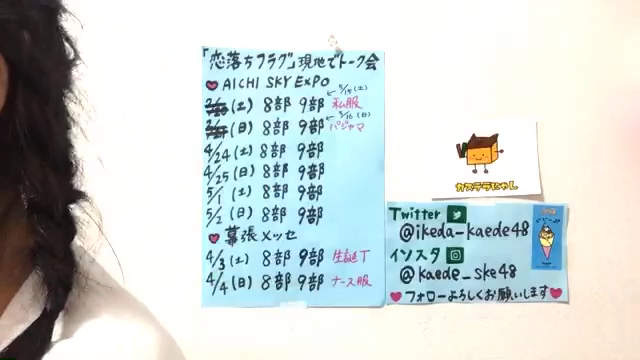 「恋落ちフラグ」現地でトーク会
AICHI SKY EXPO
(土) 8部 9部 ← 5/15(土) 私服
(日) 8部 9部 ← 5/16(日) パジャマ
4/24(土) 8部 9部
4/25(日) 8部 9部
5/1(土) 8部 9部
5/2(日) 8部 9部
幕張メッセ
4/3(土) 8部 9部 生誕T
4/4(日) 8部 9部 ナース服
カステラにゃし
Twitter
@ikeda_kaede48
インスタ
@kaede_ske48
フォローよろしくお願いします